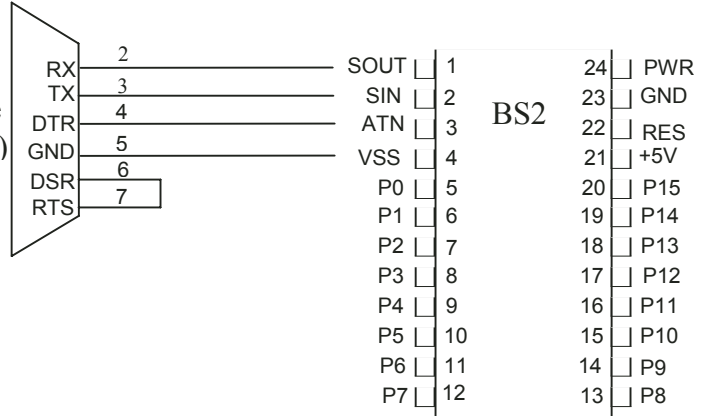 RX 2 SOUT 1 24 PWR
TX 3 SIN 2 BS2 23 GND
DTR 4 ATN 3 22 RES
GND 5 VSS 4 21 +5V
DSR 6 P0 5 20 P15
RTS 7 P1 6 19 P14
P2 7 18 P13
P3 8 17 P12
P4 9 16 P11
P5 10 15 P10
P6 11 14 P9
P7 12 13 P8
)